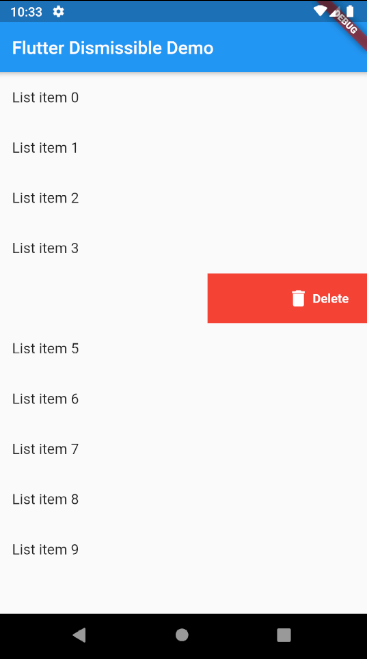 10:33
DEBUG
Flutter Dismissible Demo
List item 0
List item 1
List item 2
List item 3
Delete
List item 5
List item 6
List item 7
List item 8
List item 9